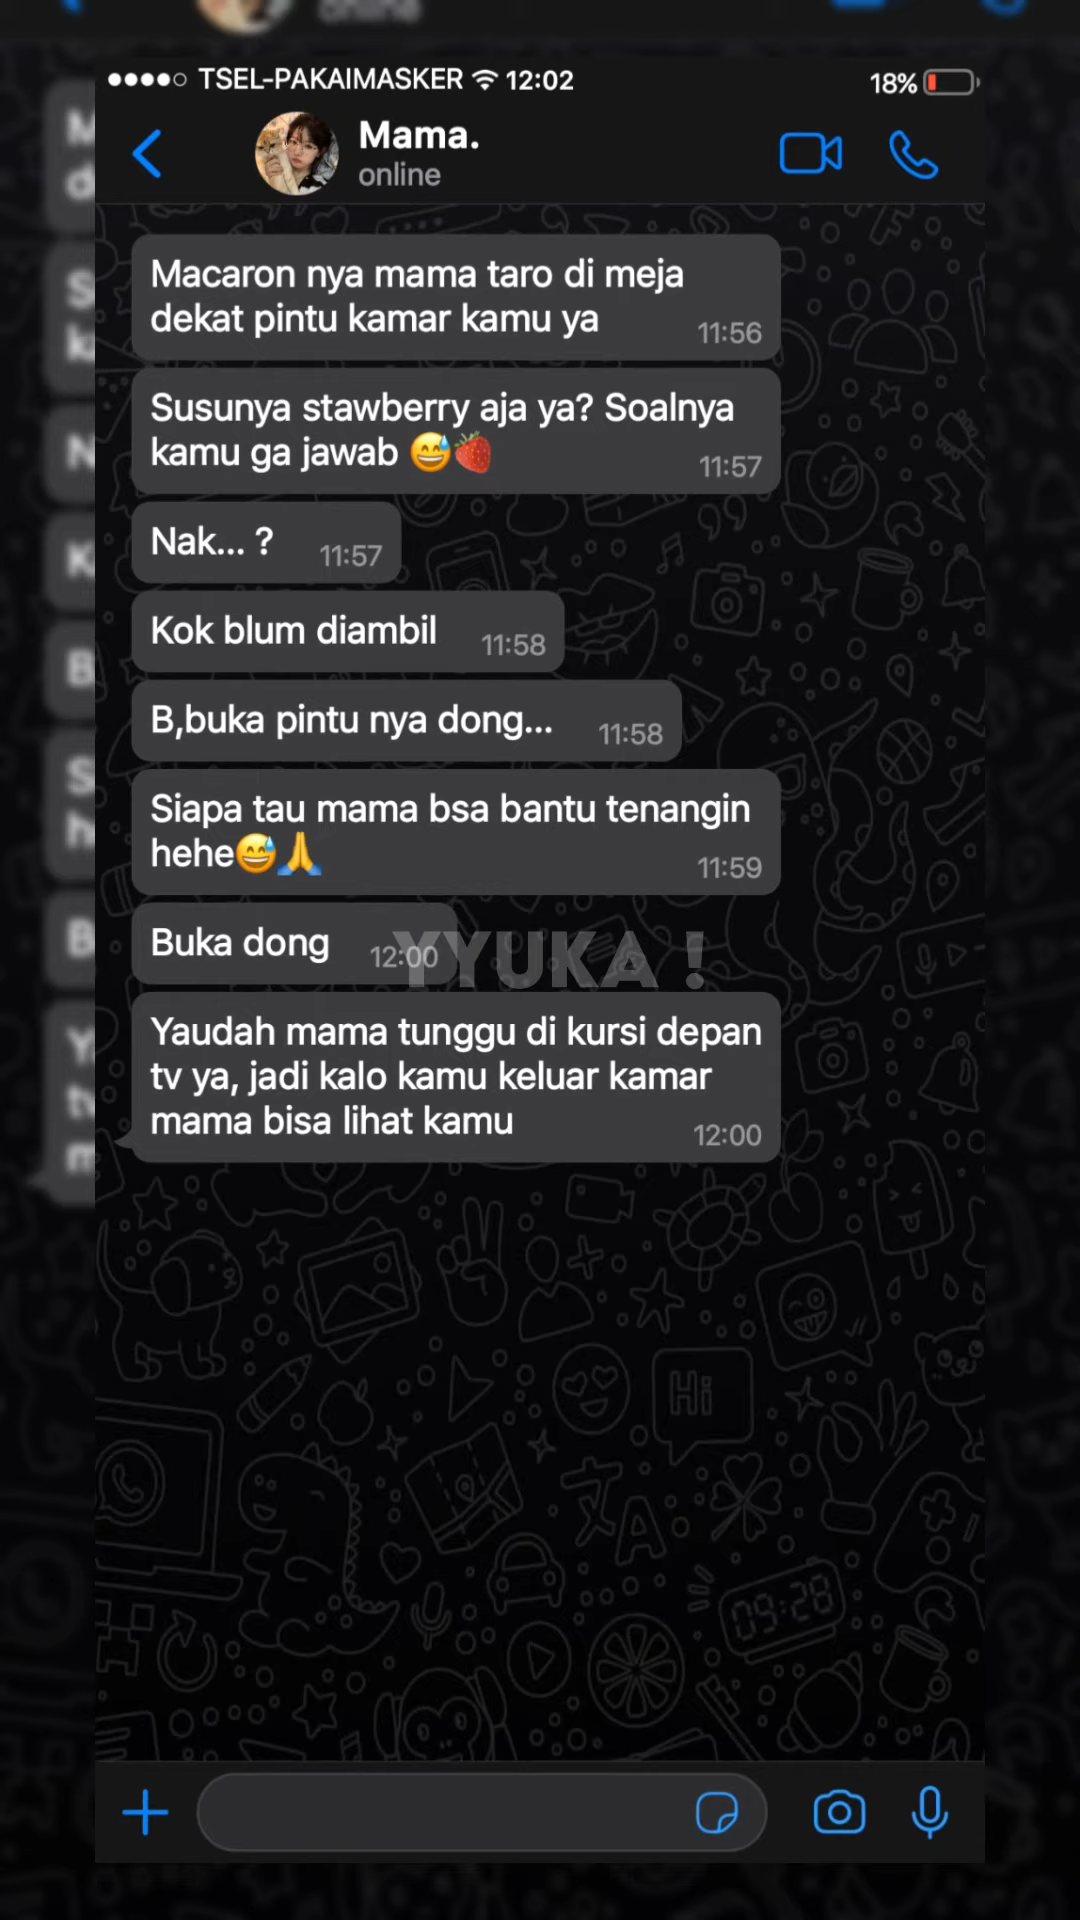 online
TSEL-PAKAIMASKER 12:02 18%
Mama.
online
Macaron nya mama taro di meja
dekat pintu kamar kamu ya 11:56
Susunya stawberry aja ya? Soalnya
kamu ga jawab 😅🍓 11:57
Nak... ? 11:57
Kok blum diambil 11:58
B,buka pintu nya dong... 11:58
Siapa tau mama bsa bantu tenangin
hehe😅🙏 11:59
Buka dong 12:00
YYUKA !
Yaudah mama tunggu di kursi depan
tv ya, jadi kalo kamu keluar kamar
mama bisa lihat kamu 12:00
Hi
09:28